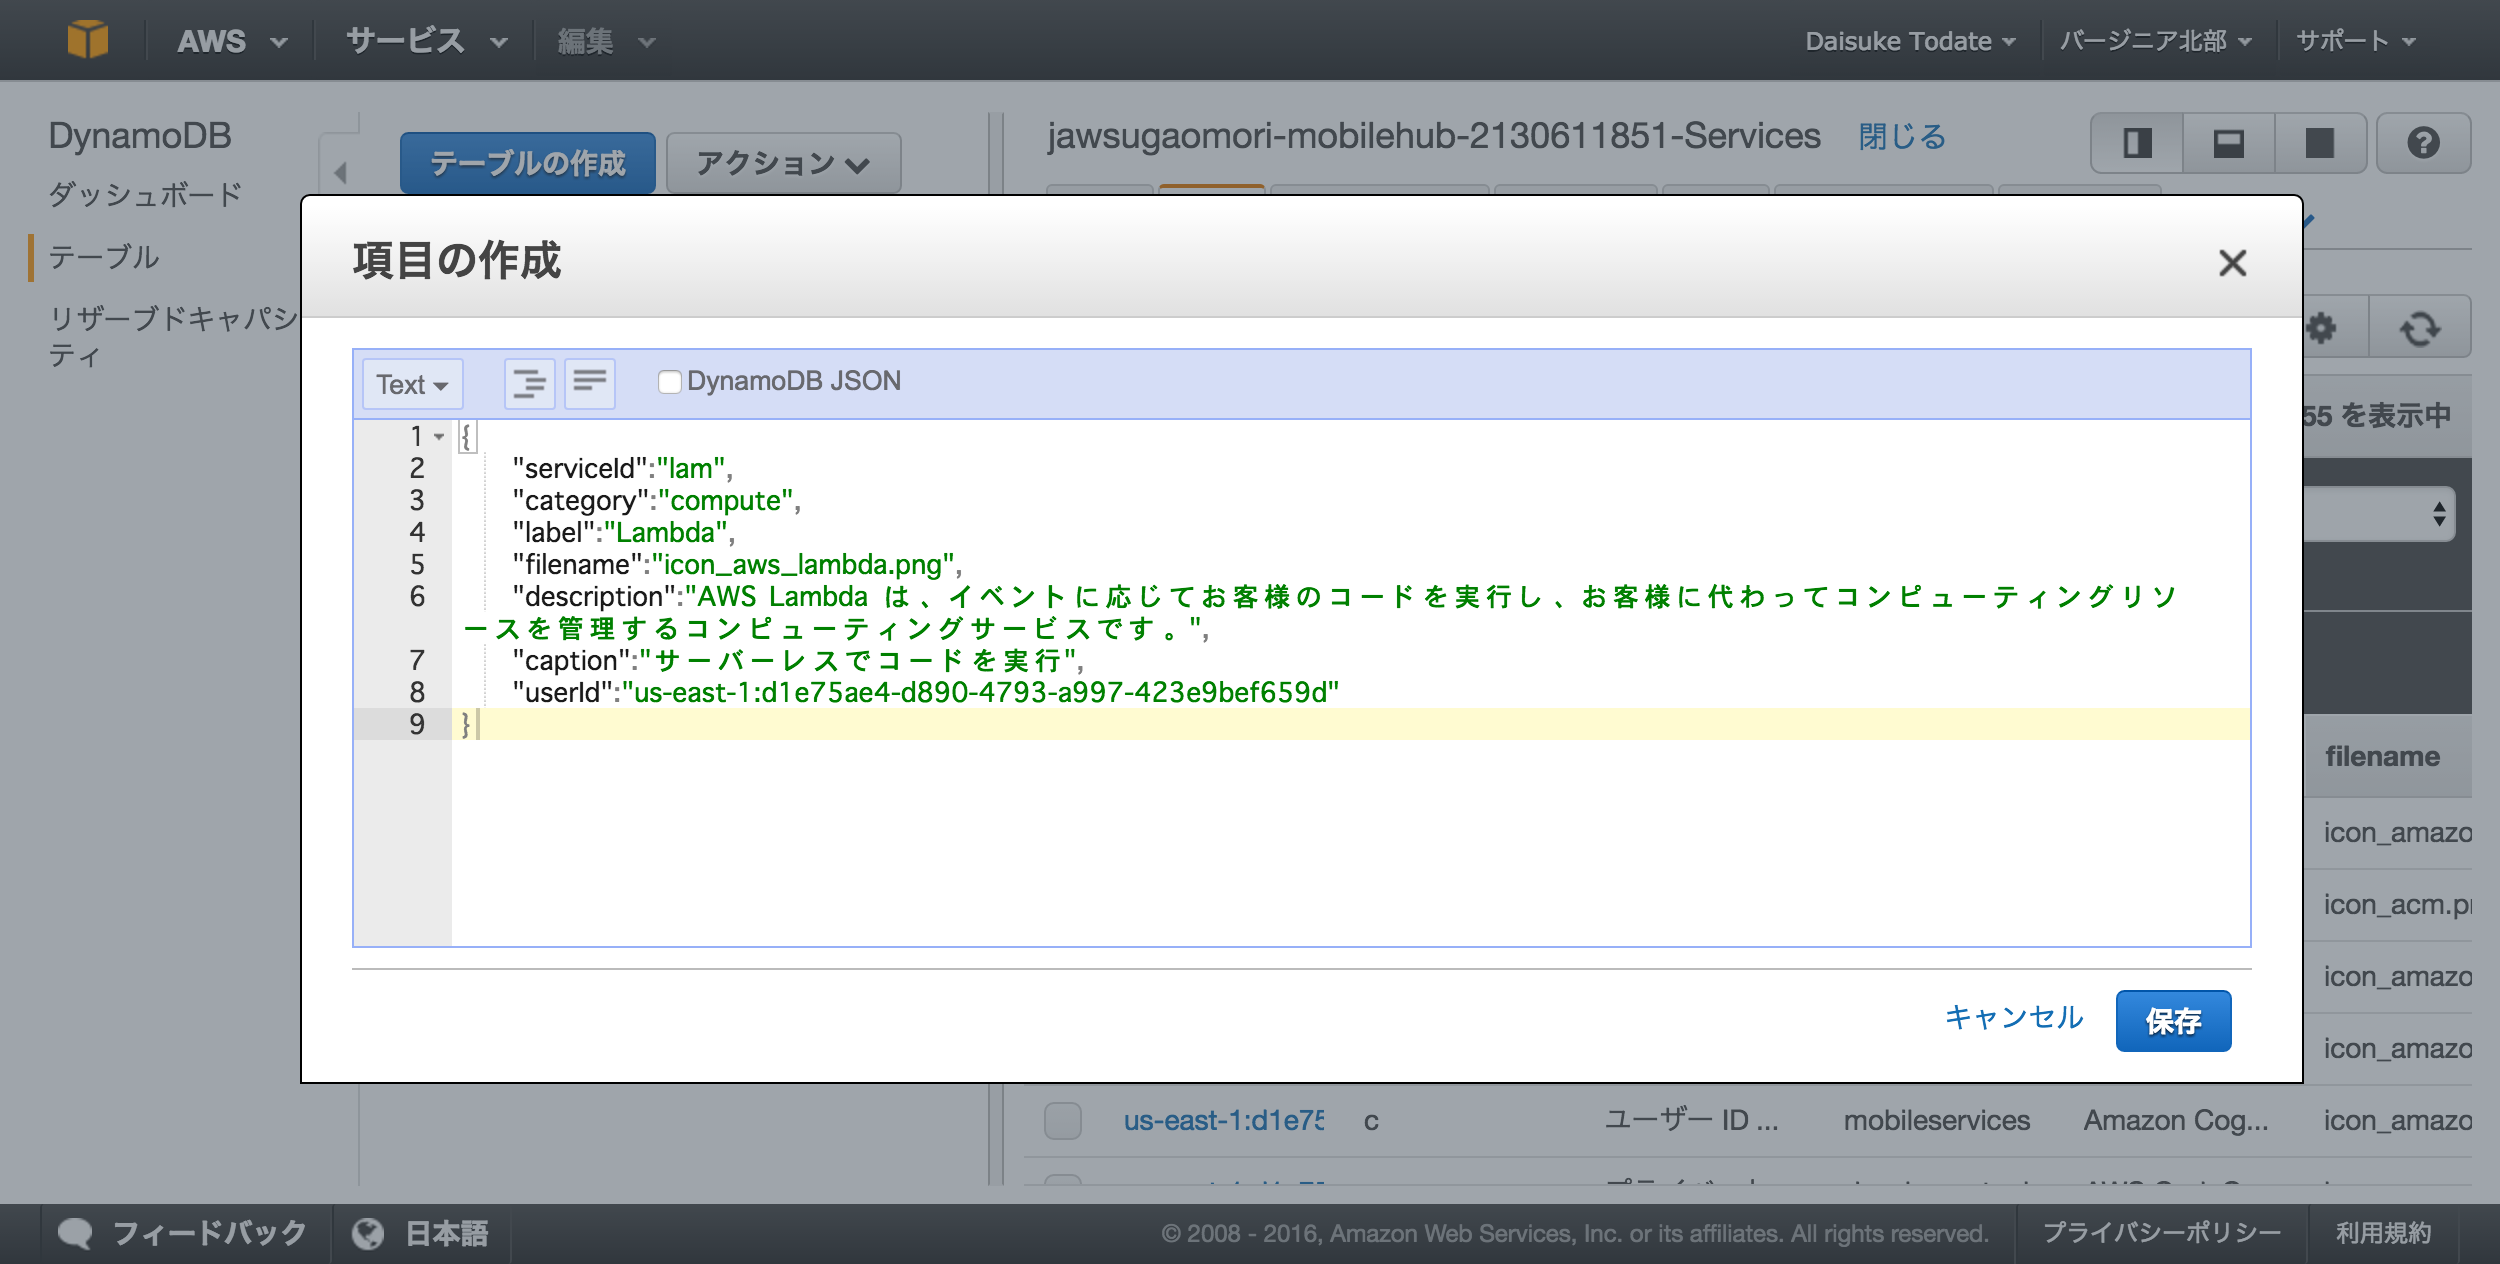 AWS サービス 編集 Daisuke Todate バージニア北部 サポート
DynamoDB
ダッシュボード
テーブル
リザーブドキャパシ
ティ
テーブルの作成 アクション
jawsugaomori-mobilehub-2130611851-Services 閉じる
項目の作成
Text DynamoDB JSON
1 {
2 "serviceId":"lam",
3 "category":"compute",
4 "label":"Lambda",
5 "filename":"icon_aws_lambda.png",
6 "description":"AWS Lambda は、イベントに応じてお客様のコードを実行し、お客様に代わってコンピューティングリソ
ースを管理するコンピューティングサービスです。",
7 "caption":"サーバーレスでコードを実行",
8 "userId":"us-east-1:d1e75ae4-d890-4793-a997-423e9bef659d"
9 }
キャンセル 保存
55 を表示中
filename
icon_amazo
icon_acm.p
icon_amazo
icon_amazo
us-east-1:d1e75 c ユーザー ID ... mobileservices Amazon Cog... icon_amazo
フィードバック 日本語 © 2008 - 2016, Amazon Web Services, Inc. or its affiliates. All rights reserved. プライバシーポリシー 利用規約